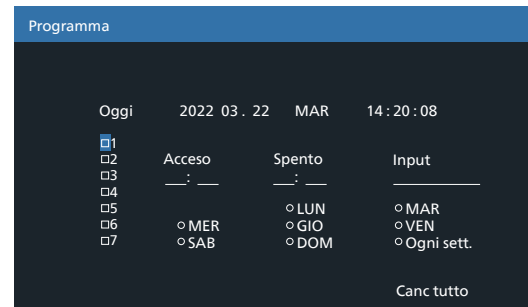 Programma
Oggi 2022 03 . 22 MAR 14 : 20 : 08
1
2 Acceso Spento Input
3 __ : __ __ : __ ________
4
5 LUN MAR
6 MER GIO VEN
7 SAB DOM Ogni sett.
Canc tutto